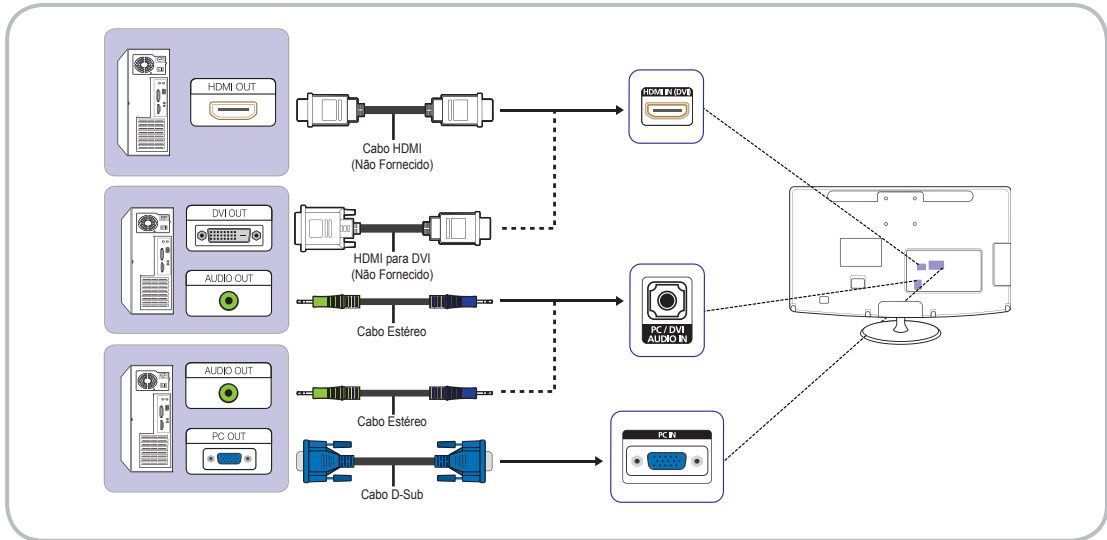 HDMI OUT
Cabo HDMI
(Não Fornecido)
HDMI IN (DVI)
DVI OUT
HDMI para DVI
(Não Fornecido)
AUDIO OUT
Cabo Estéreo
PC / DVI
AUDIO IN
AUDIO OUT
Cabo Estéreo
PC OUT
Cabo D-Sub
PC IN